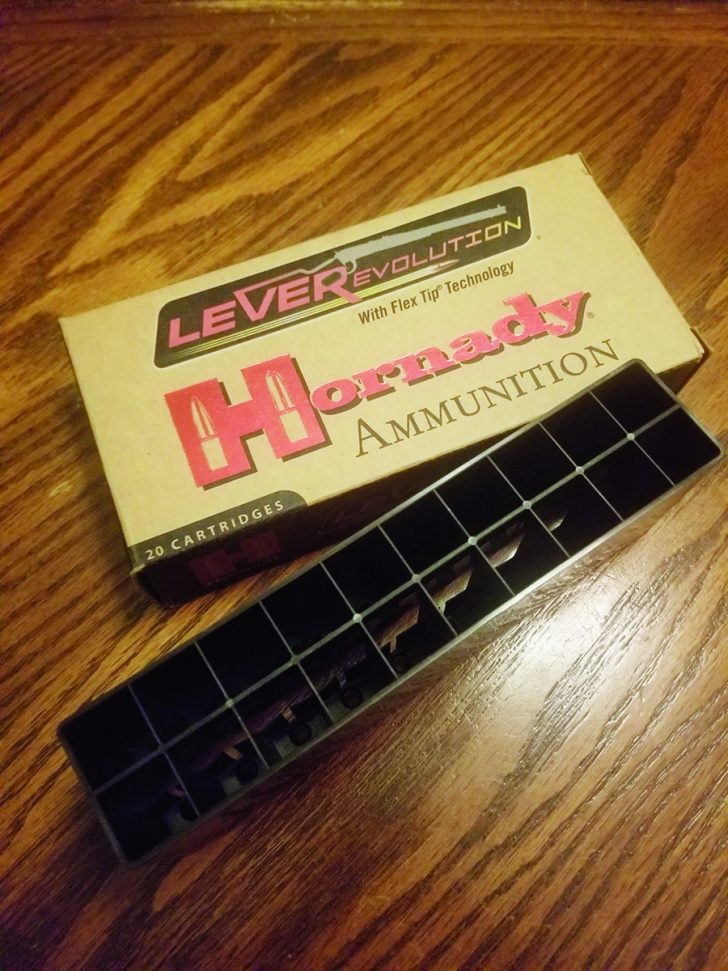 LEVEREVOLUTION
With Flex Tip® Technology
Hornady®
AMMUNITION
20 CARTRIDGES